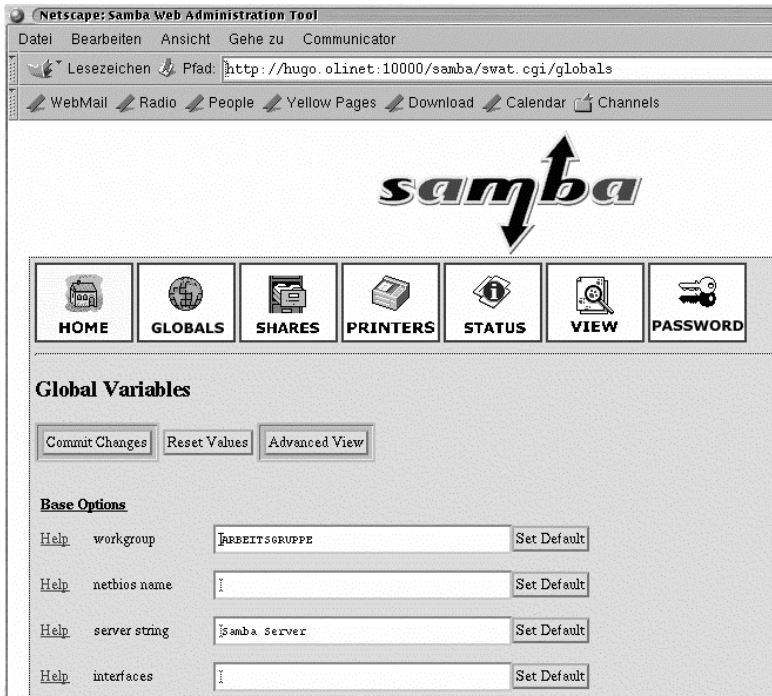 Netscape: Samba Web Administration Tool
Datei Bearbeiten Ansicht Gehe zu Communicator
Lesezeichen Pfad: http://hugo.olinet:10000/samba/swat.cgi/globals
WebMail Radio People Yellow Pages Download Calendar Channels
samba
HOME GLOBALS SHARES PRINTERS STATUS VIEW PASSWORD
Global Variables
Commit Changes Reset Values Advanced View
Base Options
Help workgroup ARBEITSGRUPPE Set Default
Help netbios name Set Default
Help server string Samba Server Set Default
Help interfaces Set Default